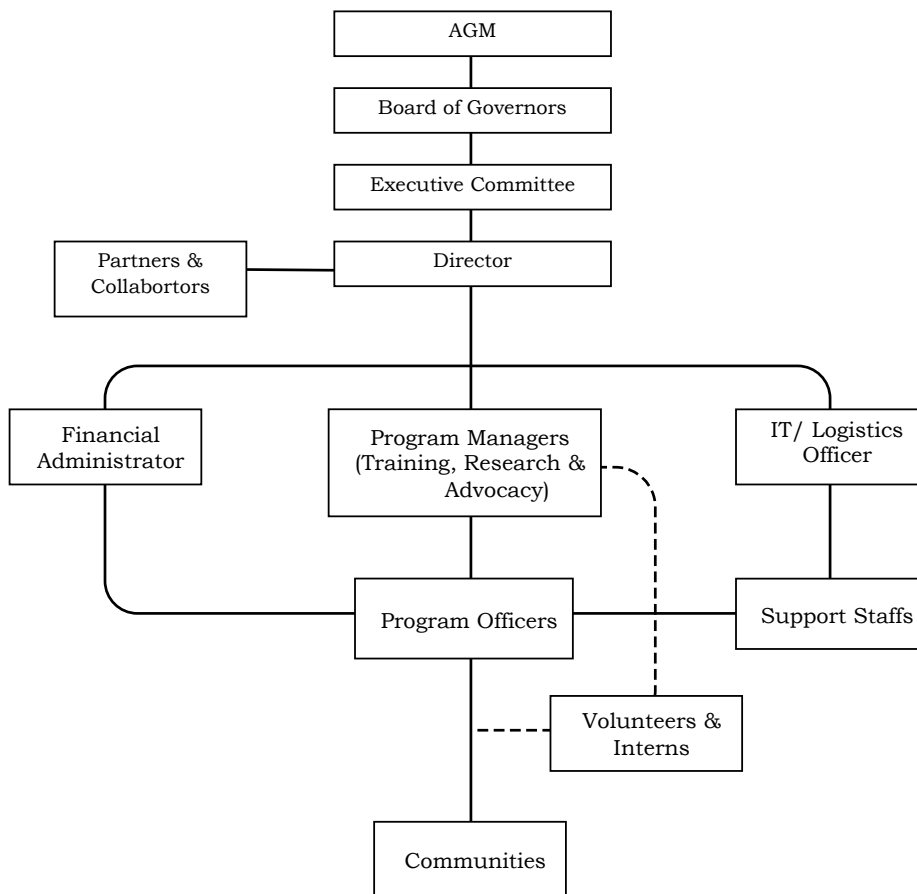 AGM
Board of Governors
Executive Committee
Partners &
Collabortors
Director
Financial
Administrator
Program Managers
(Training, Research &
Advocacy)
IT/ Logistics
Officer
Program Officers
Support Staffs
Volunteers &
Interns
Communities